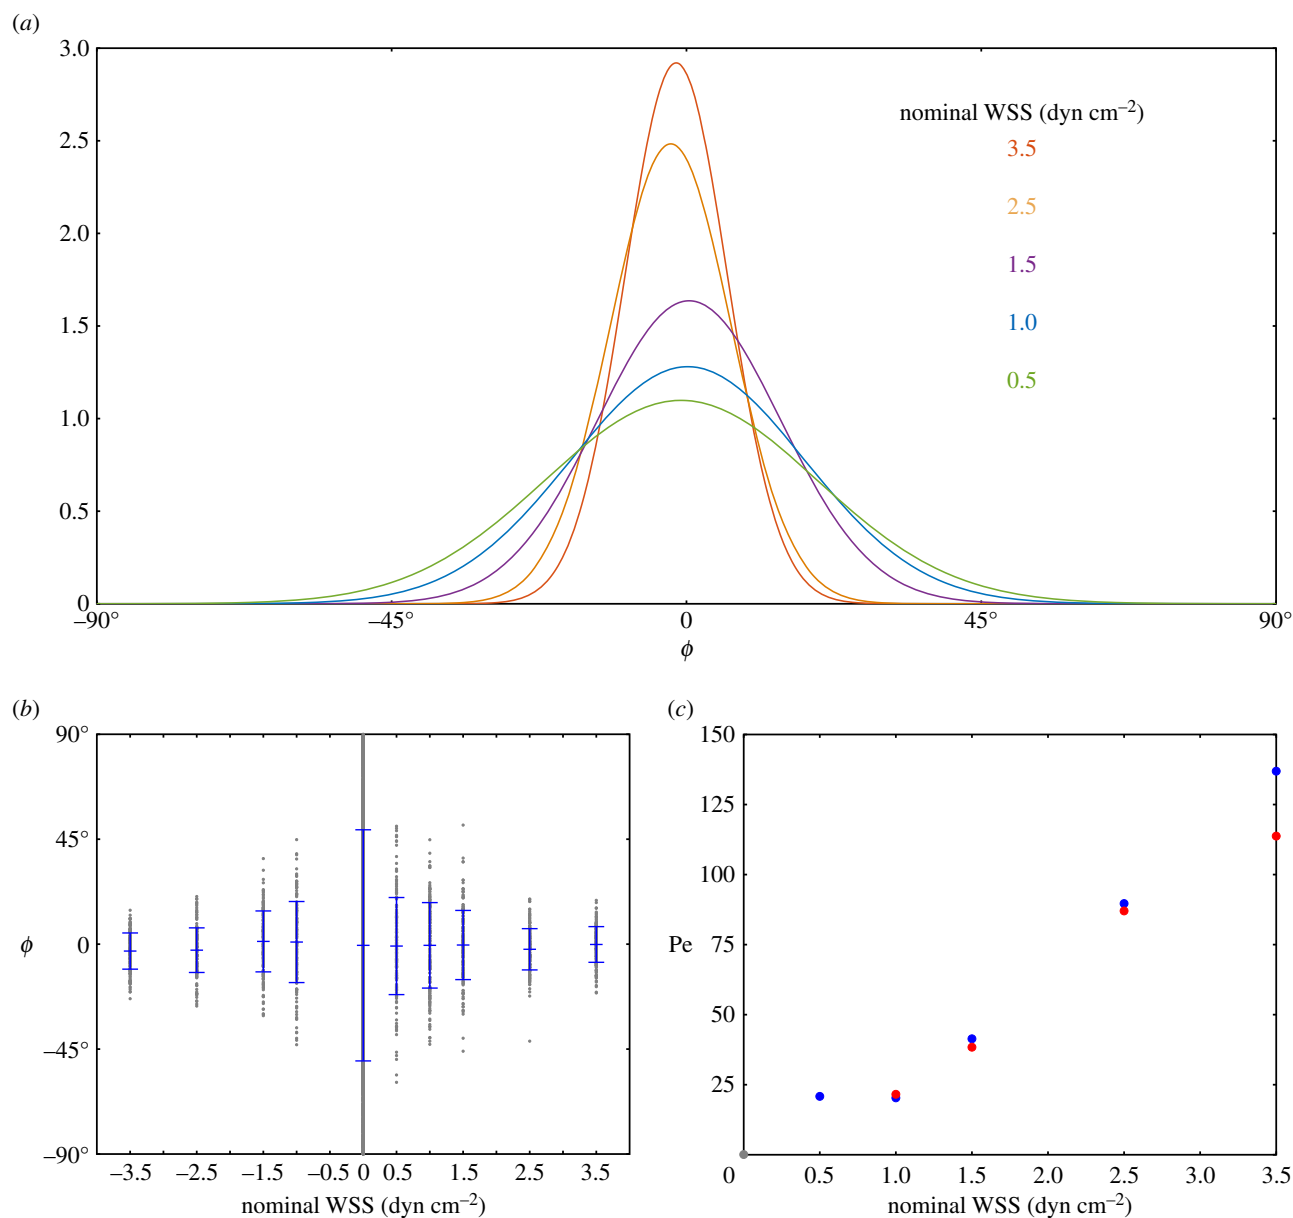 (a)
3.0
2.5
2.0
1.5
1.0
0.5
0
nominal WSS (dyn cm⁻²)
3.5
2.5
1.5
1.0
0.5
–90° –45° 0 45° 90°
ϕ
(b)
90°
45°
0
–45°
–90°
ϕ
–3.5 –2.5 –1.5 –0.5 0 0.5 1.5 2.5 3.5
nominal WSS (dyn cm⁻²)
(c)
150
125
100
75
50
25
0
Pe
0.5 1.0 1.5 2.0 2.5 3.0 3.5
nominal WSS (dyn cm⁻²)